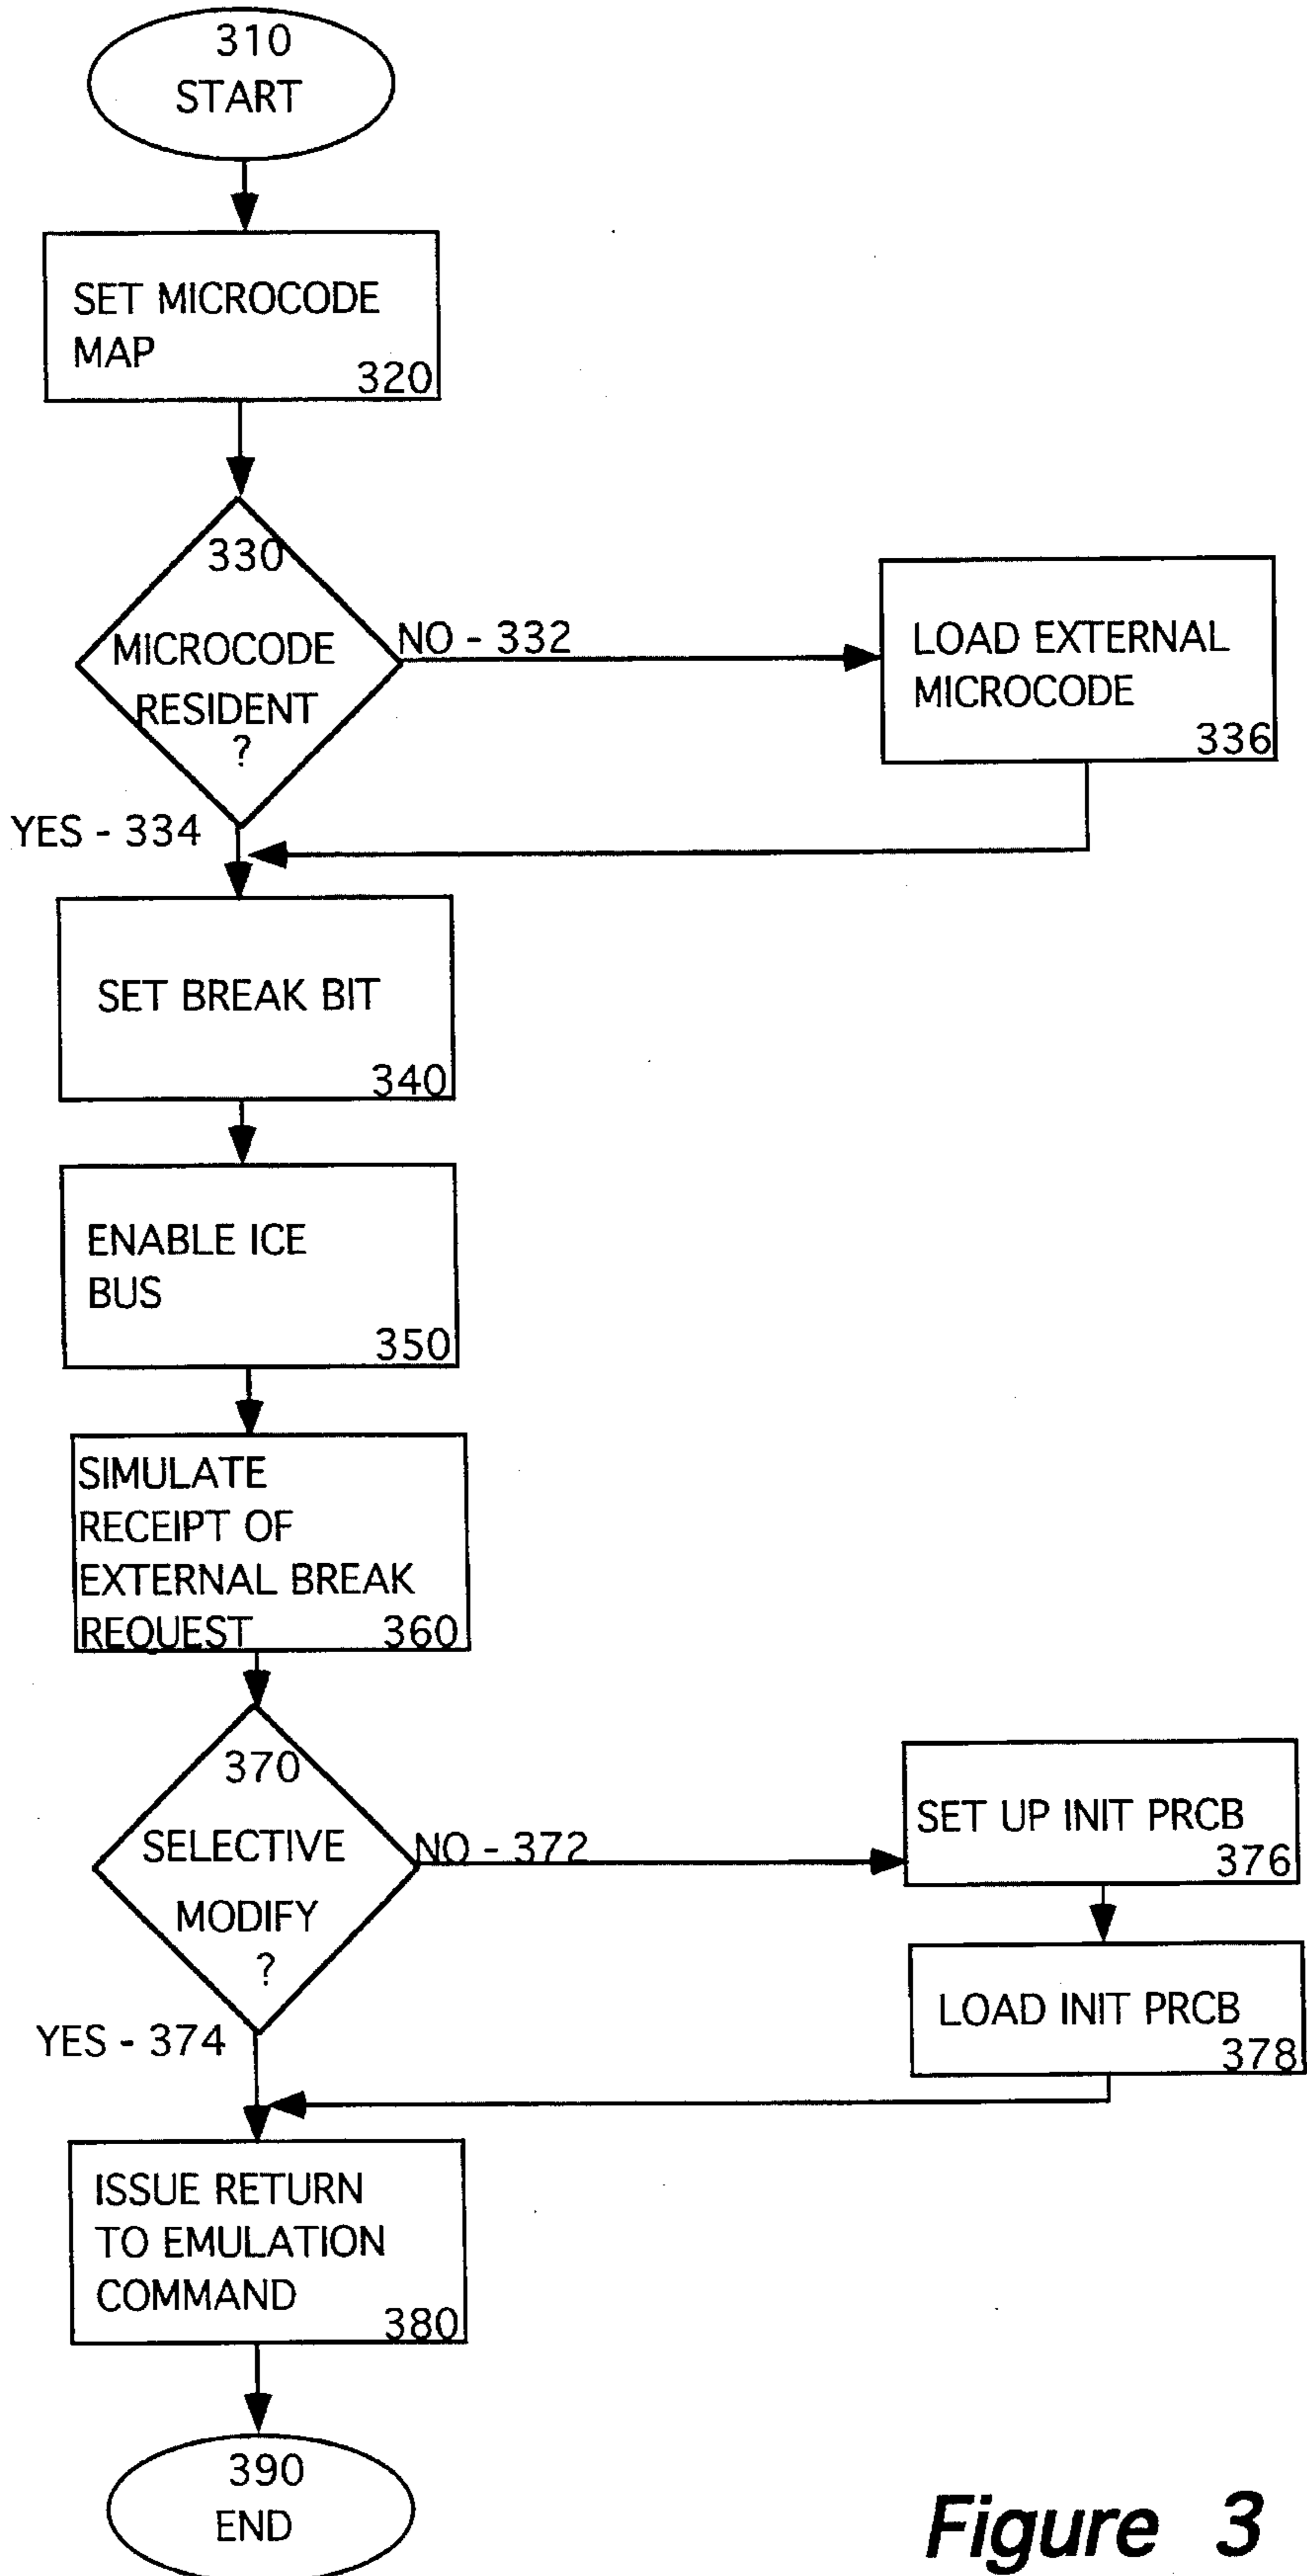 310
START
SET MICROCODE
MAP
320
330
MICROCODE
RESIDENT
?
NO - 332
LOAD EXTERNAL
MICROCODE
336
YES - 334
SET BREAK BIT
340
ENABLE ICE
BUS
350
SIMULATE
RECEIPT OF
EXTERNAL BREAK
REQUEST 360
370
SELECTIVE
MODIFY
?
NO - 372
SET UP INIT PRCB
376
LOAD INIT PRCB
378
YES - 374
ISSUE RETURN
TO EMULATION
COMMAND
380
390
END
Figure 3